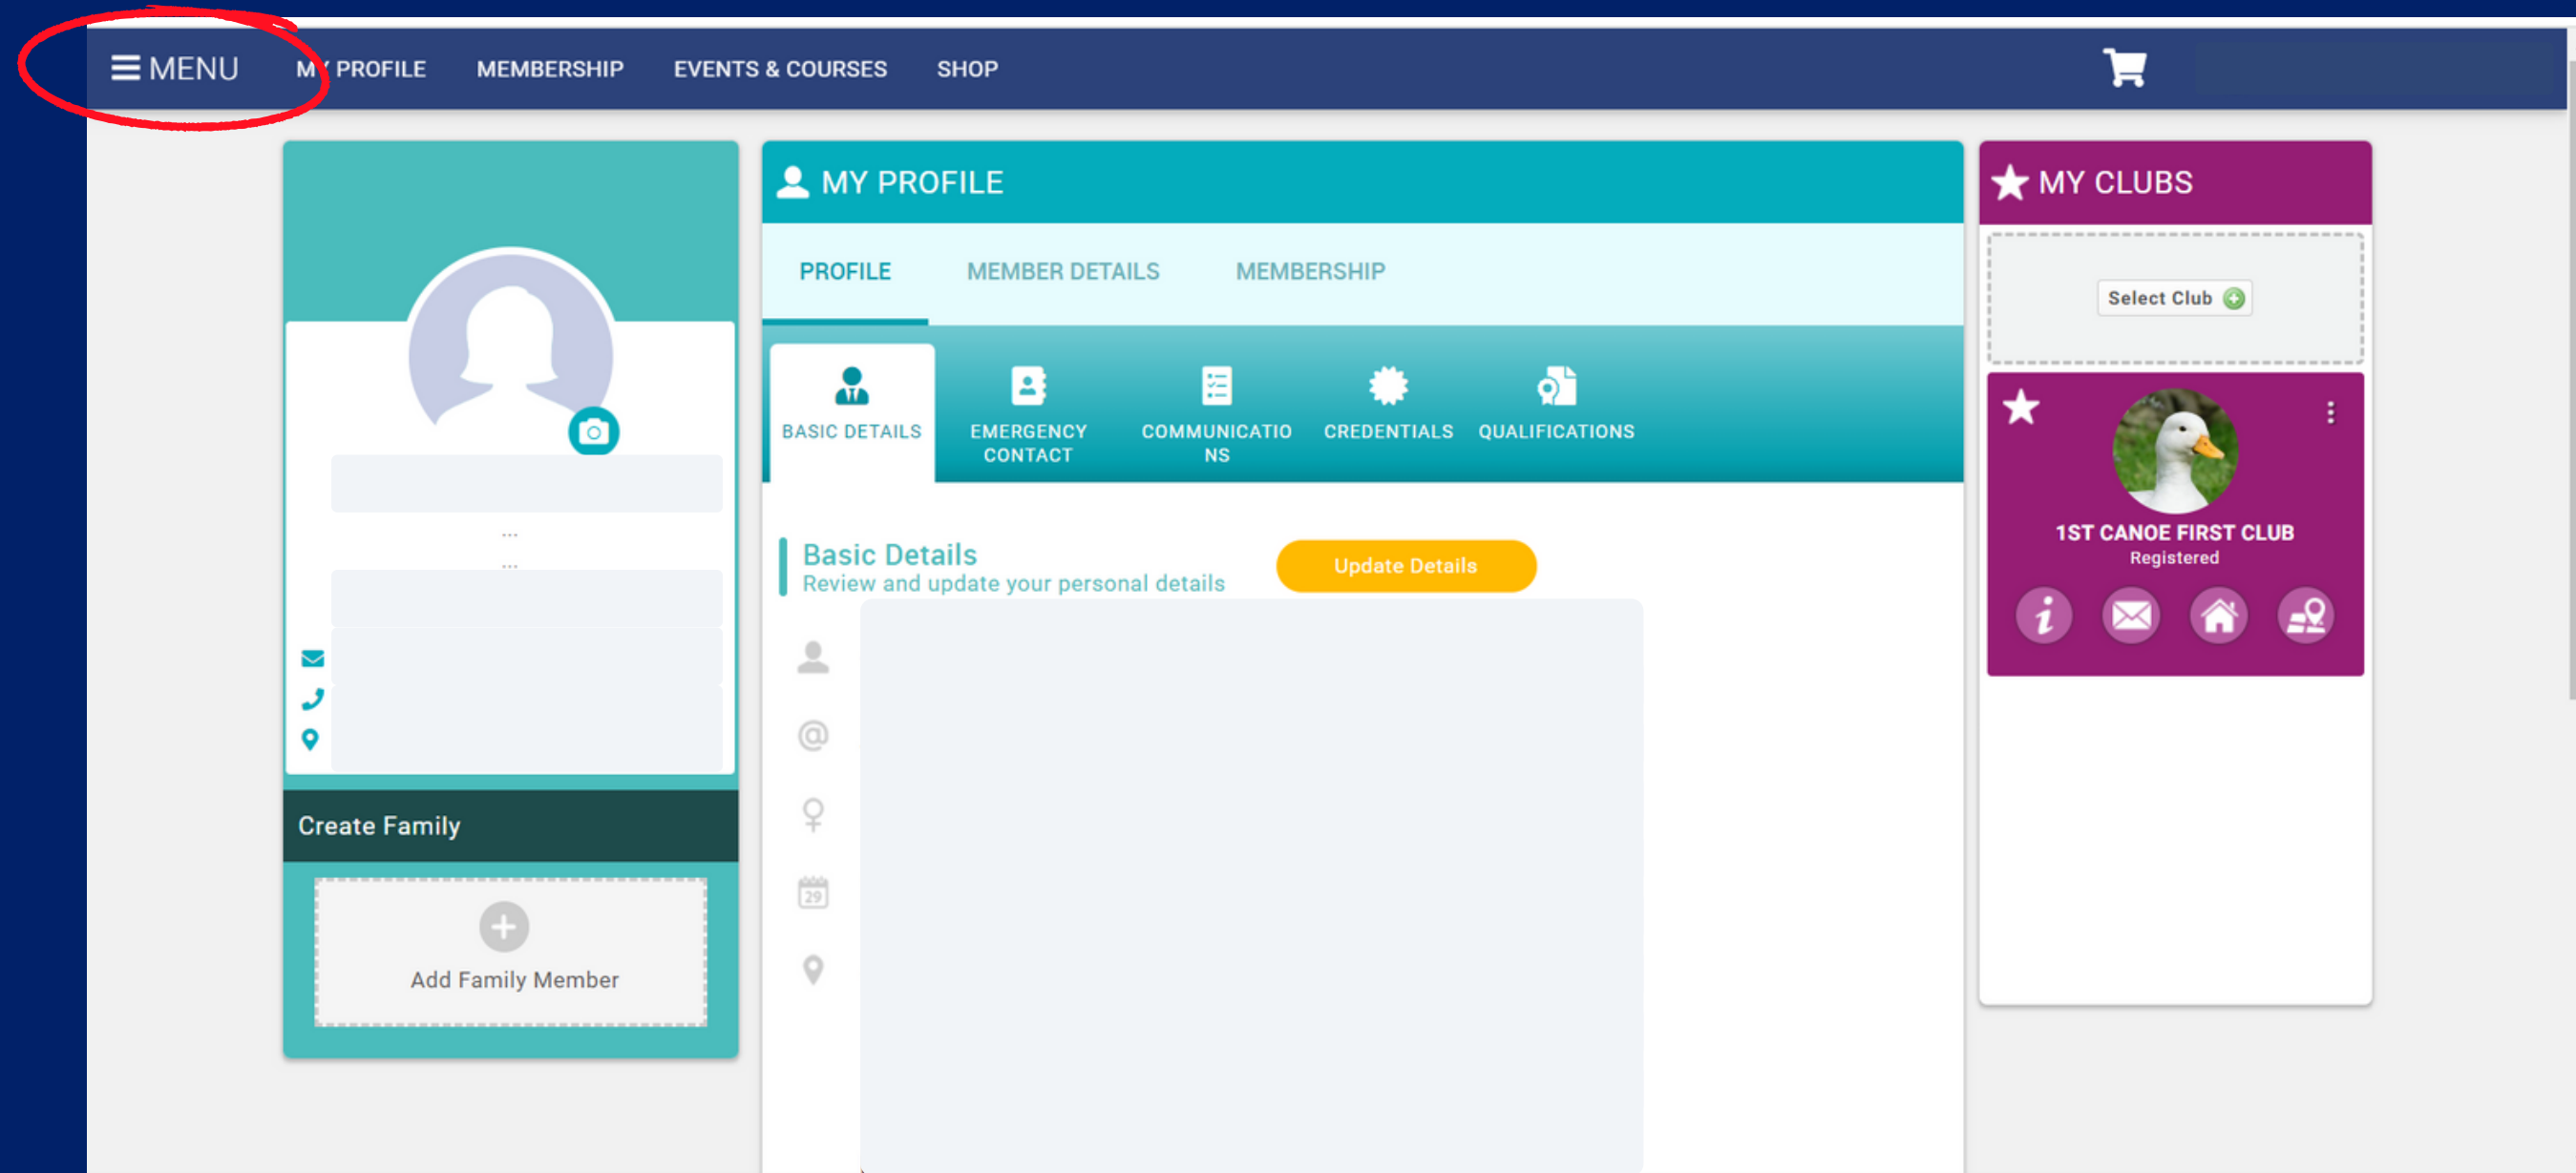 MENU MY PROFILE MEMBERSHIP EVENTS & COURSES SHOP
...
...
Create Family
Add Family Member
MY PROFILE
PROFILE MEMBER DETAILS MEMBERSHIP
BASIC DETAILS
EMERGENCY
CONTACT
COMMUNICATIO
NS
CREDENTIALS
QUALIFICATIONS
Basic Details
Review and update your personal details
Update Details
@
29
MY CLUBS
Select Club
1ST CANOE FIRST CLUB
Registered